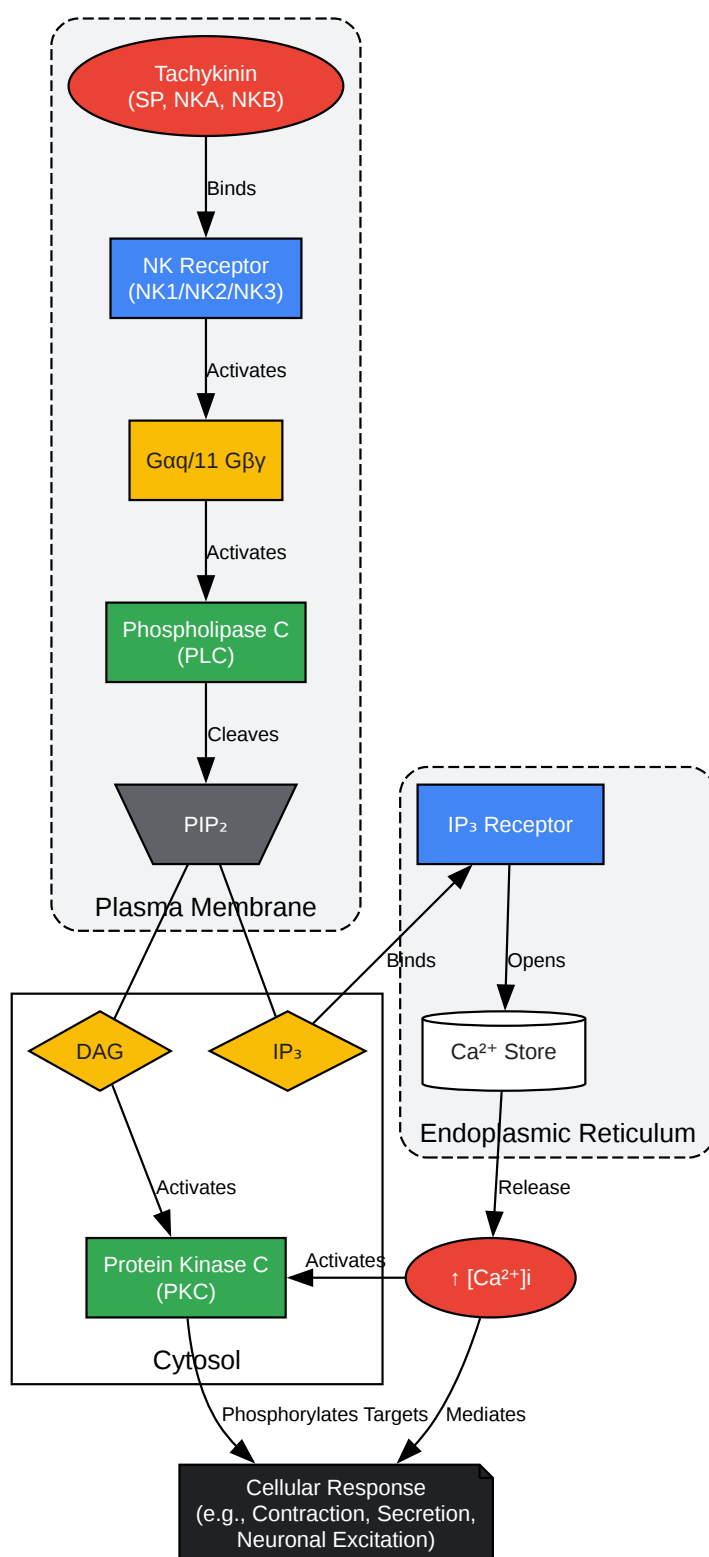 Tachykinin
(SP, NKA, NKB)
Binds
NK Receptor
(NK1/NK2/NK3)
Activates
Gαq/11 Gβγ
Activates
Phospholipase C
(PLC)
Cleaves
PIP₂
IP₃ Receptor
Plasma Membrane
Binds
Opens
DAG
IP₃
Ca²⁺ Store
Endoplasmic Reticulum
Activates
Release
Protein Kinase C
(PKC)
Activates
↑ [Ca²⁺]i
Cytosol
Phosphorylates Targets
Mediates
Cellular Response
(e.g., Contraction, Secretion,
Neuronal Excitation)